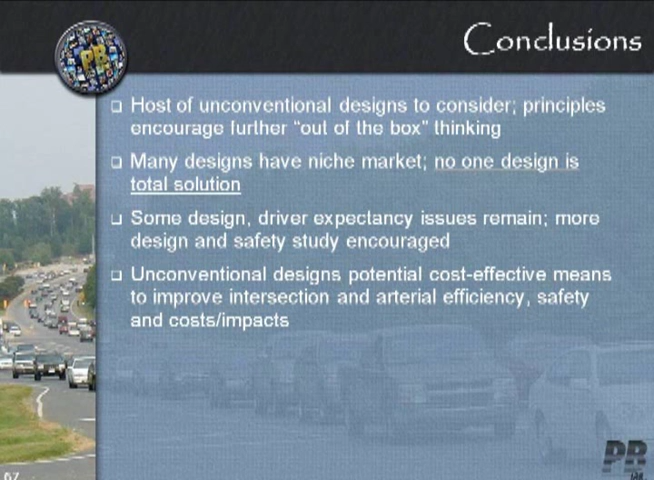 Conclusions
PB
Host of unconventional designs to consider; principles
encourage further “out of the box” thinking
Many designs have niche market; no one design is
total solution
Some design, driver expectancy issues remain; more
design and safety study encouraged
Unconventional designs potential cost-effective means
to improve intersection and arterial efficiency, safety
and costs/impacts
PB
67